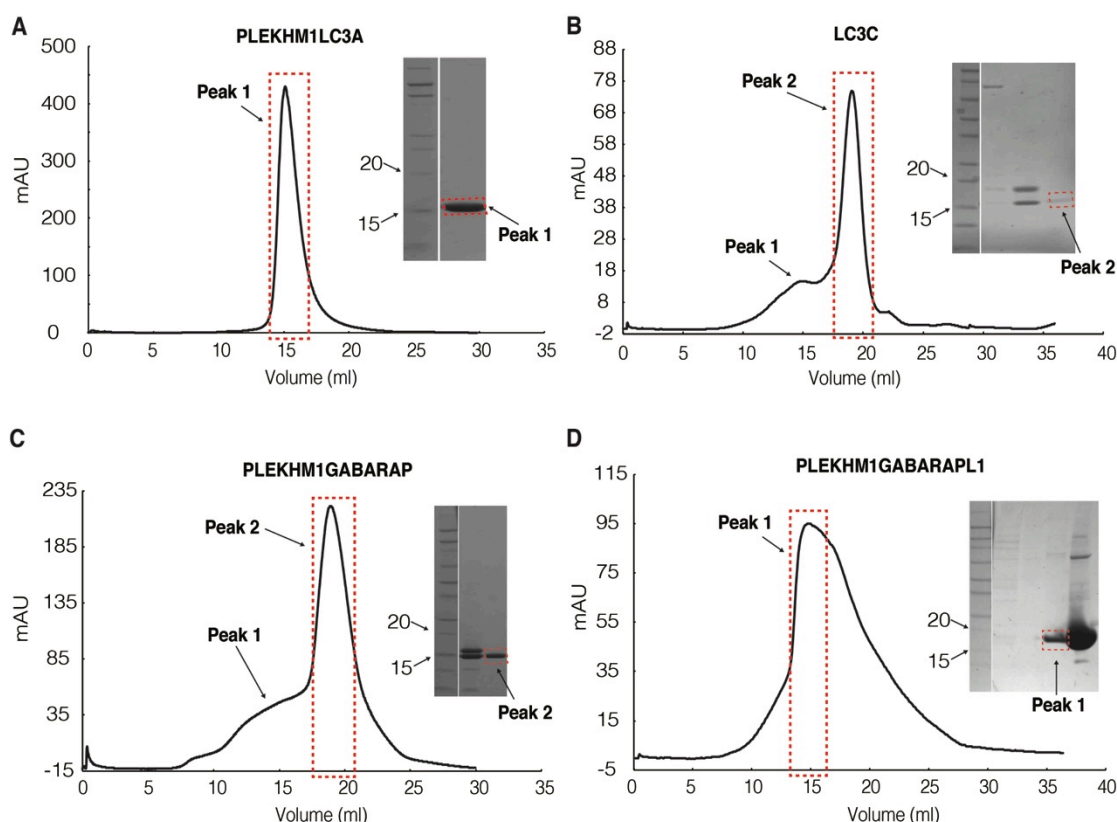 A
PLEKHM1LC3A
500
400
300
200
100
0
mAU
0 5 10 15 20 25 30 35
Volume (ml)
Peak 1
20
15
Peak 1
B
LC3C
88
78
68
58
48
38
28
18
8
-2
mAU
0 5 10 15 20 25 30 35 40
Volume (ml)
Peak 2
Peak 1
20
15
Peak 2
C
PLEKHM1GABARAP
235
185
135
85
35
-15
mAU
0 5 10 15 20 25 30 35
Volume (ml)
Peak 2
Peak 1
20
15
Peak 2
D
PLEKHM1GABARAPL1
115
95
75
55
35
15
-5
mAU
0 5 10 15 20 25 30 35 40
Volume (ml)
Peak 1
20
15
Peak 1